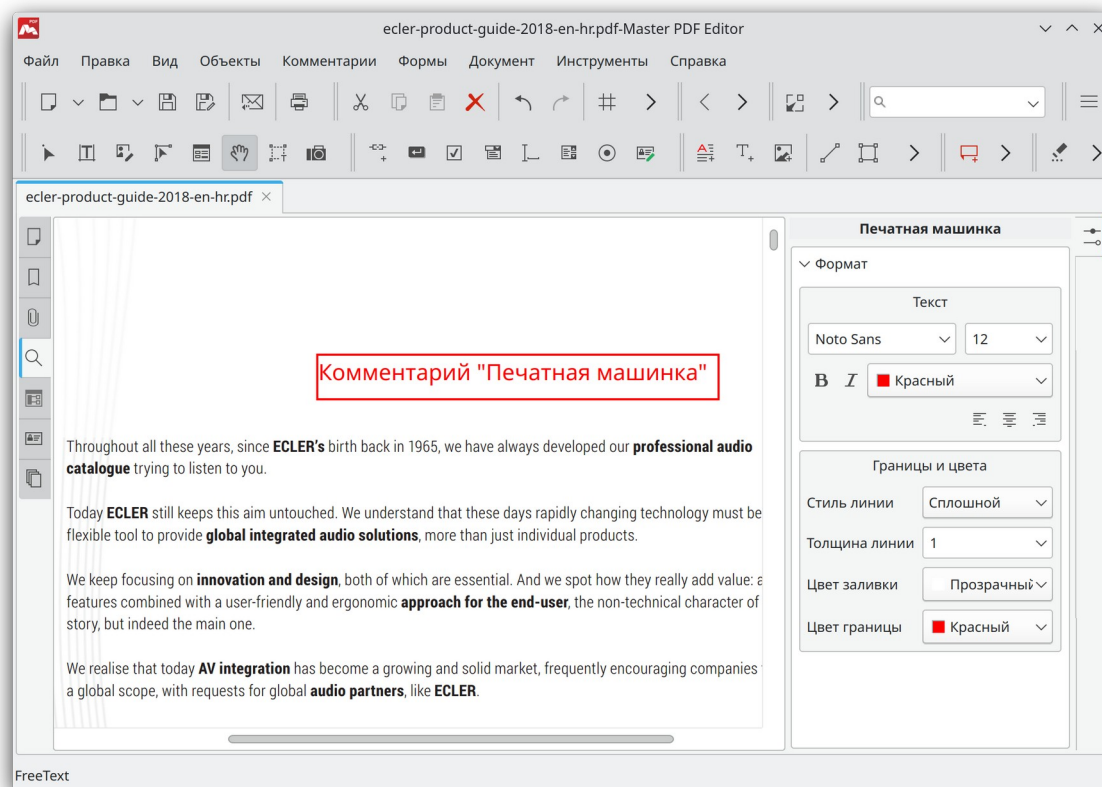 PDF
ecler-product-guide-2018-en-hr.pdf-Master PDF Editor
Файл Правка Вид Объекты Комментарии Формы Документ Инструменты Справка
ecler-product-guide-2018-en-hr.pdf
Печатная машинка
Формат
Текст
Noto Sans 12
B I Красный
Границы и цвета
Стиль линии Сплошной
Толщина линии 1
Цвет заливки Прозрачный
Цвет границы Красный
Комментарий "Печатная машинка"
Throughout all these years, since ECLER's birth back in 1965, we have always developed our professional audio
catalogue trying to listen to you.
Today ECLER still keeps this aim untouched. We understand that these days rapidly changing technology must be
flexible tool to provide global integrated audio solutions, more than just individual products.
We keep focusing on innovation and design, both of which are essential. And we spot how they really add value:
features combined with a user-friendly and ergonomic approach for the end-user, the non-technical character of
story, but indeed the main one.
We realise that today AV integration has become a growing and solid market, frequently encouraging companies
a global scope, with requests for global audio partners, like ECLER.
FreeText